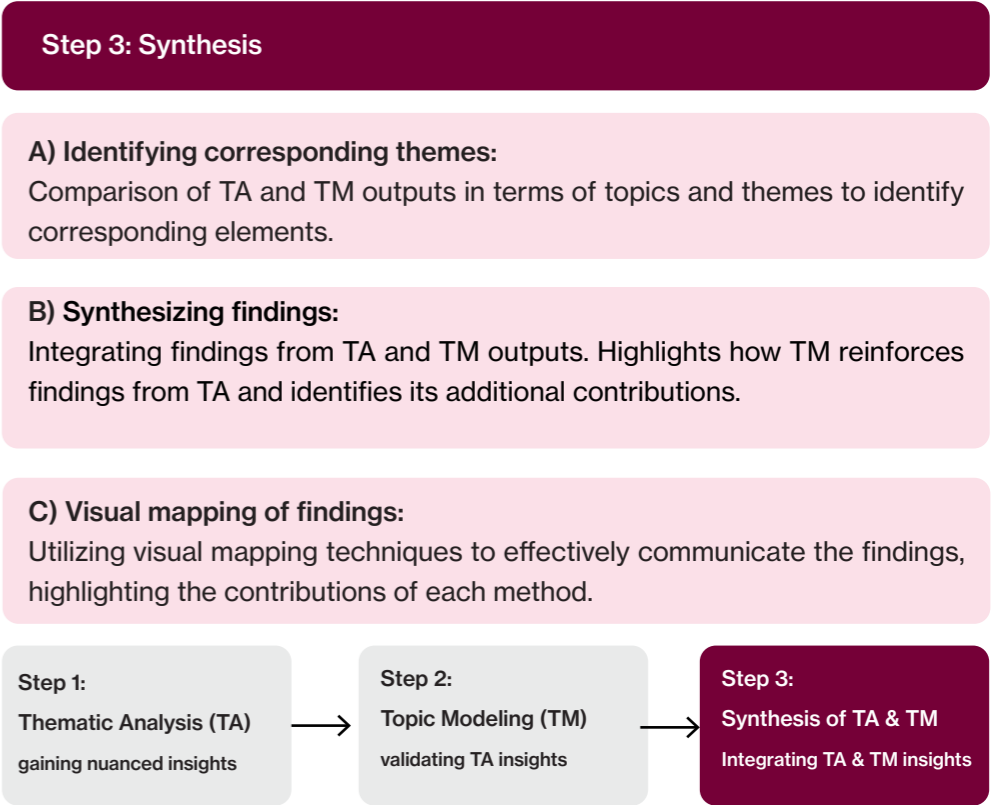 Step 3: Synthesis
A) Identifying corresponding themes:
Comparison of TA and TM outputs in terms of topics and themes to identify
corresponding elements.
B) Synthesizing findings:
Integrating findings from TA and TM outputs. Highlights how TM reinforces
findings from TA and identifies its additional contributions.
C) Visual mapping of findings:
Utilizing visual mapping techniques to effectively communicate the findings,
highlighting the contributions of each method.
Step 1:
Thematic Analysis (TA)
gaining nuanced insights
Step 2:
Topic Modeling (TM)
validating TA insights
Step 3:
Synthesis of TA & TM
Integrating TA & TM insights